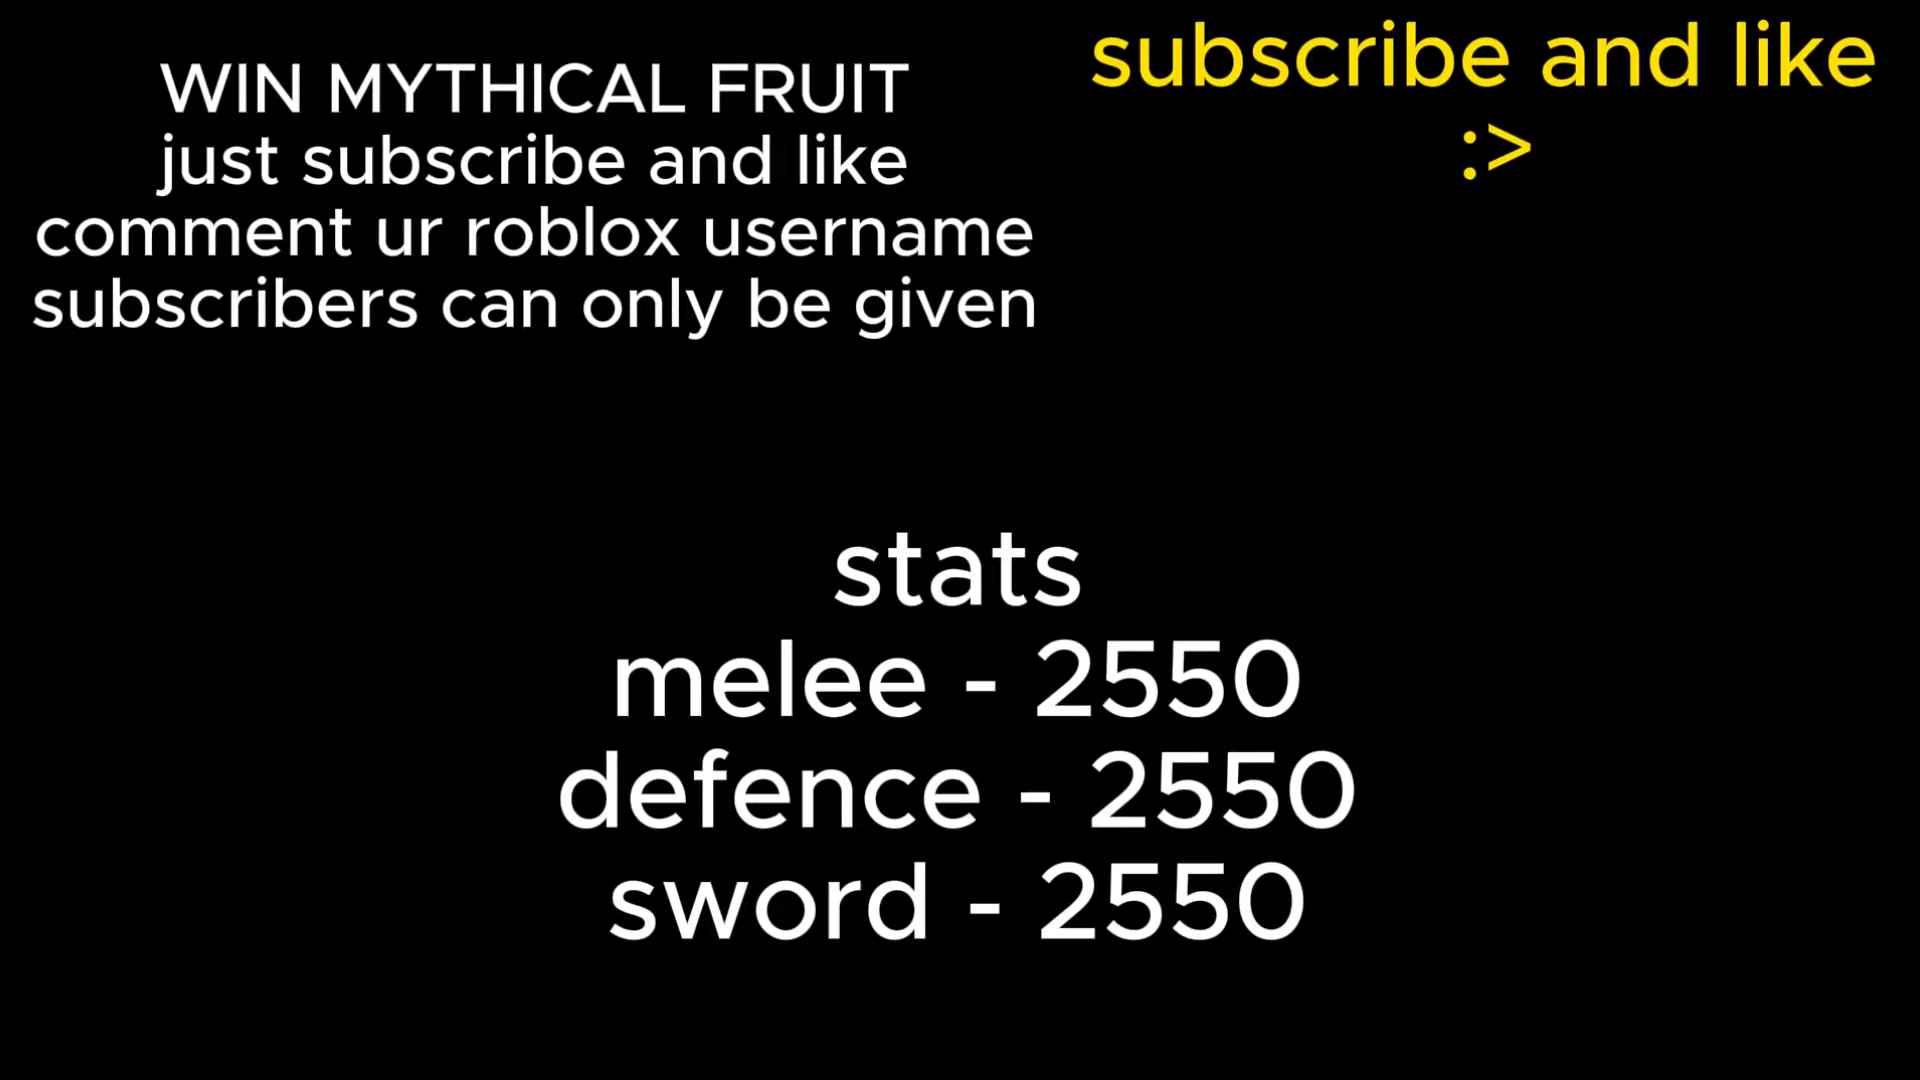 WIN MYTHICAL FRUIT
just subscribe and like
comment ur roblox username
subscribers can only be given
subscribe and like
:>
stats
melee - 2550
defence - 2550
sword - 2550